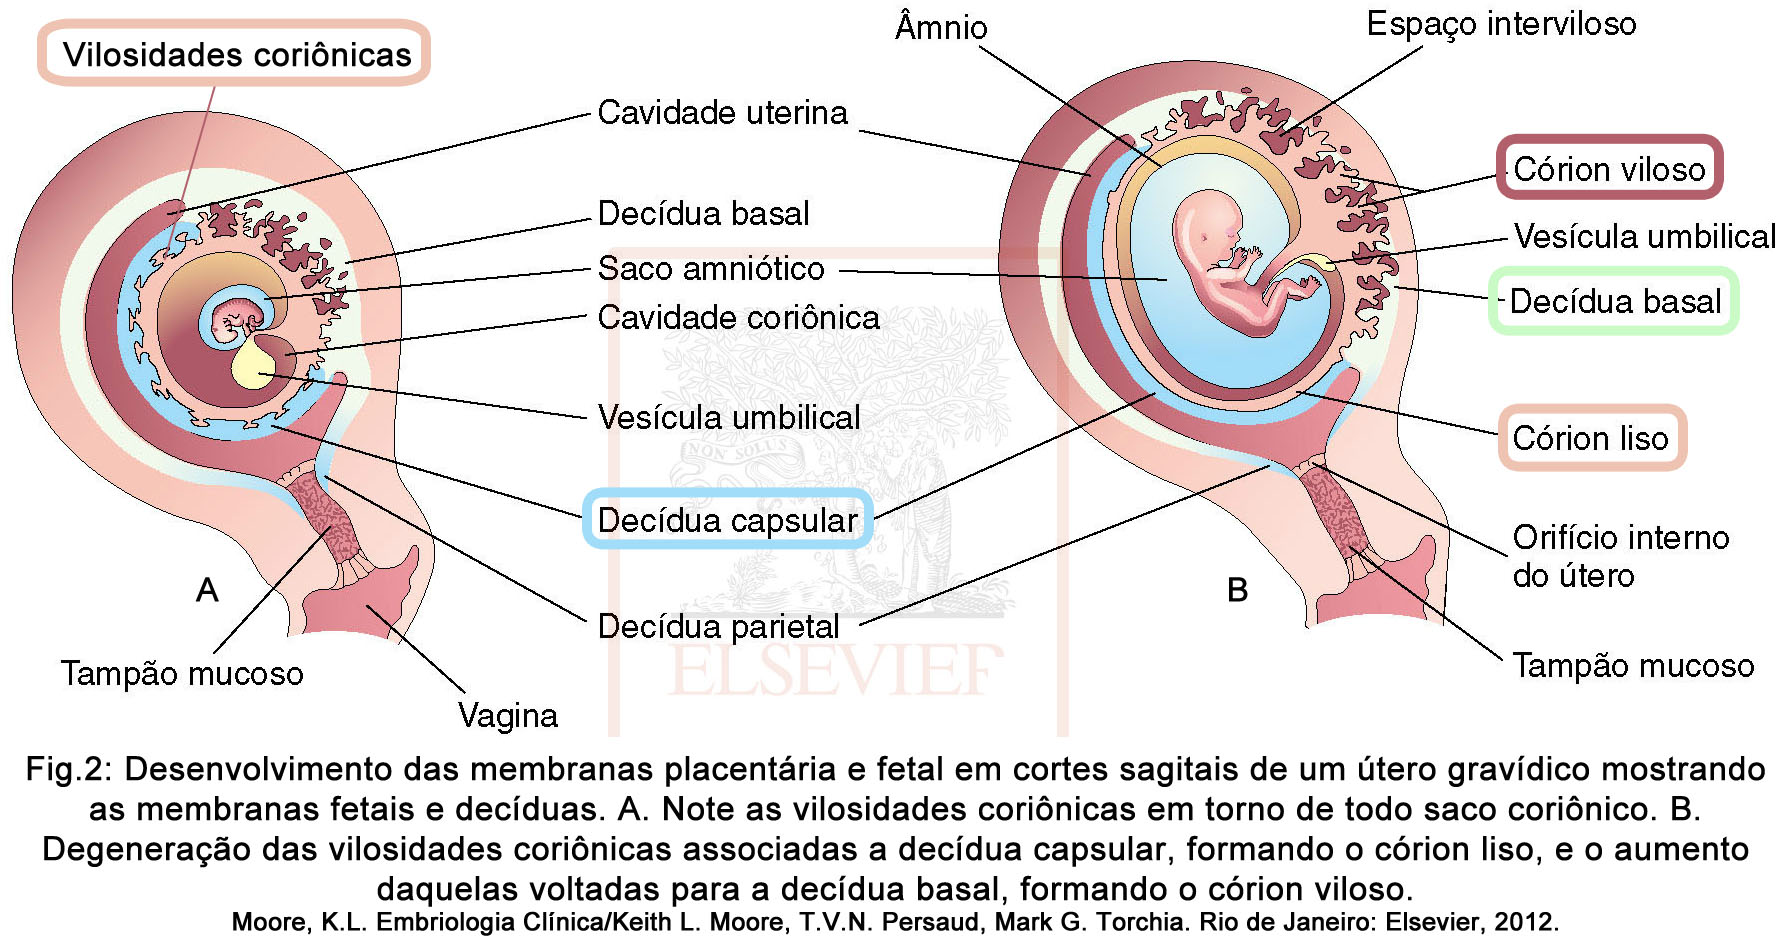 Vilosidades coriônicas
Âmnio
Espaço interviloso
Cavidade uterina
Córion viloso
Decídua basal
Vesícula umbilical
Saco amniótico
Decídua basal
Cavidade coriônica
Vesícula umbilical
Córion liso
NON SOLUS
Decídua capsular
Orifício interno
do útero
A
B
Decídua parietal
ELSEVIER
Tampão mucoso
Tampão mucoso
Vagina
Fig.2: Desenvolvimento das membranas placentária e fetal em cortes sagitais de um útero gravídico mostrando
as membranas fetais e decíduas. A. Note as vilosidades coriônicas em torno de todo saco coriônico. B.
Degeneração das vilosidades coriônicas associadas a decídua capsular, formando o córion liso, e o aumento
daquelas voltadas para a decídua basal, formando o córion viloso.
Moore, K.L. Embriologia Clínica/Keith L. Moore, T.V.N. Persaud, Mark G. Torchia. Rio de Janeiro: Elsevier, 2012.